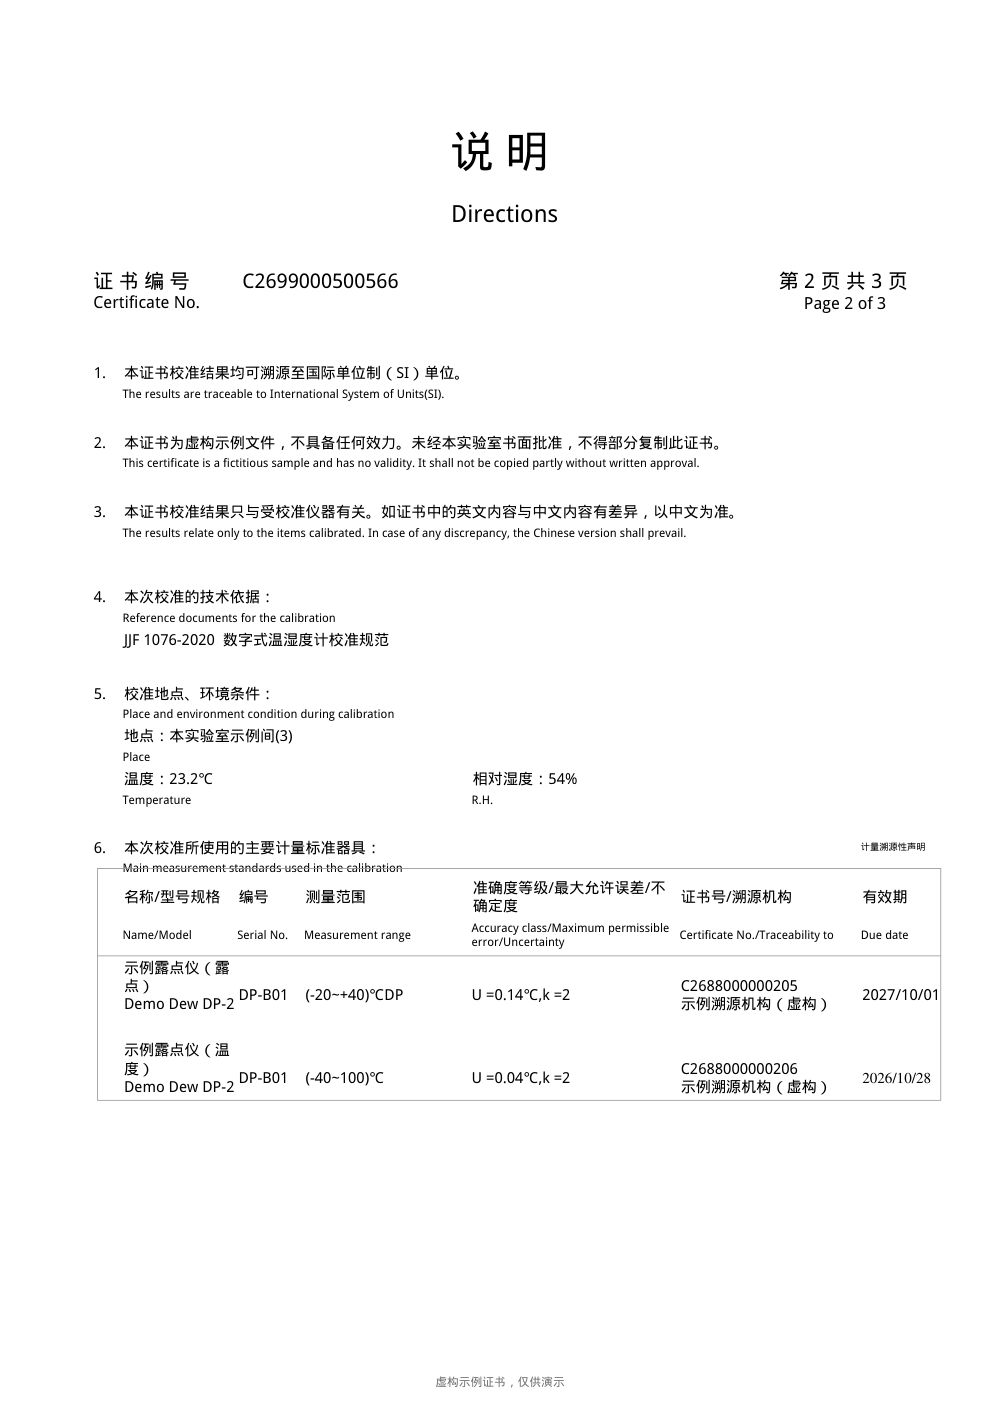 说 明
Directions
证 书 编 号 C2699000500566 第 2 页 共 3 页
Certificate No. Page 2 of 3
1. 本证书校准结果均可溯源至国际单位制（SI）单位。
The results are traceable to International System of Units(SI).
2. 本证书为虚构示例文件，不具备任何效力。未经本实验室书面批准，不得部分复制此证书。
This certificate is a fictitious sample and has no validity. It shall not be copied partly without written approval.
3. 本证书校准结果只与受校准仪器有关。如证书中的英文内容与中文内容有差异，以中文为准。
The results relate only to the items calibrated. In case of any discrepancy, the Chinese version shall prevail.
4. 本次校准的技术依据：
Reference documents for the calibration
JJF 1076-2020 数字式温湿度计校准规范
5. 校准地点、环境条件：
Place and environment condition during calibration
地点：本实验室示例间(3)
Place
温度：23.2℃ 相对湿度：54%
Temperature R.H.
6. 本次校准所使用的主要计量标准器具： 计量溯源性声明
Main measurement standards used in the calibration
名称/型号规格 编号 测量范围 准确度等级/最大允许误差/不 证书号/溯源机构 有效期
确定度
Name/Model Serial No. Measurement range Accuracy class/Maximum permissible Certificate No./Traceability to Due date
error/Uncertainty
示例露点仪（露
点）
Demo Dew DP-2 DP-B01 (-20~+40)℃DP U =0.14℃,k =2 C2688000000205 2027/10/01
示例溯源机构（虚构）
示例露点仪（温
度）
Demo Dew DP-2 DP-B01 (-40~100)℃ U =0.04℃,k =2 C2688000000206 2026/10/28
示例溯源机构（虚构）
虚构示例证书，仅供演示